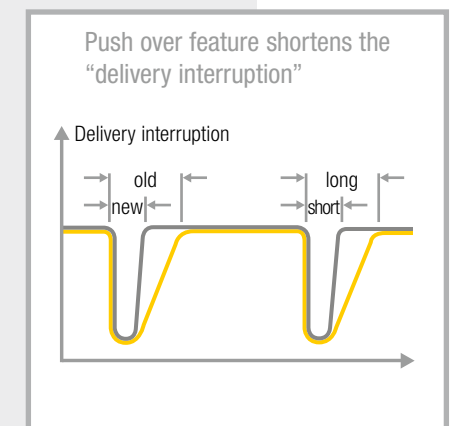 Push over feature shortens the
“delivery interruption”
Delivery interruption
old
long
new
short